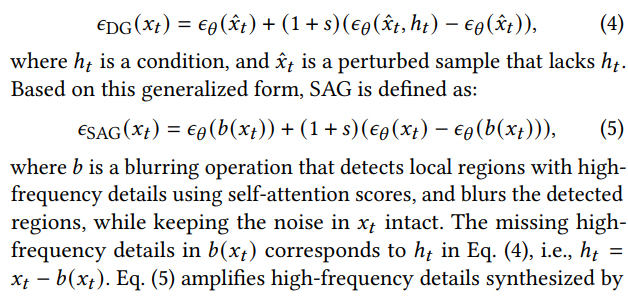 ϵDG(xt) = ϵθ(x̂t) + (1 + s)(ϵθ(x̂t, ht) − ϵθ(x̂t)), (4)
where ht is a condition, and x̂t is a perturbed sample that lacks ht.
Based on this generalized form, SAG is defined as:
ϵSAG(xt) = ϵθ(b(xt)) + (1 + s)(ϵθ(xt) − ϵθ(b(xt))), (5)
where b is a blurring operation that detects local regions with high-
frequency details using self-attention scores, and blurs the detected
regions, while keeping the noise in xt intact. The missing high-
frequency details in b(xt) corresponds to ht in Eq. (4), i.e., ht =
xt − b(xt). Eq. (5) amplifies high-frequency details synthesized by